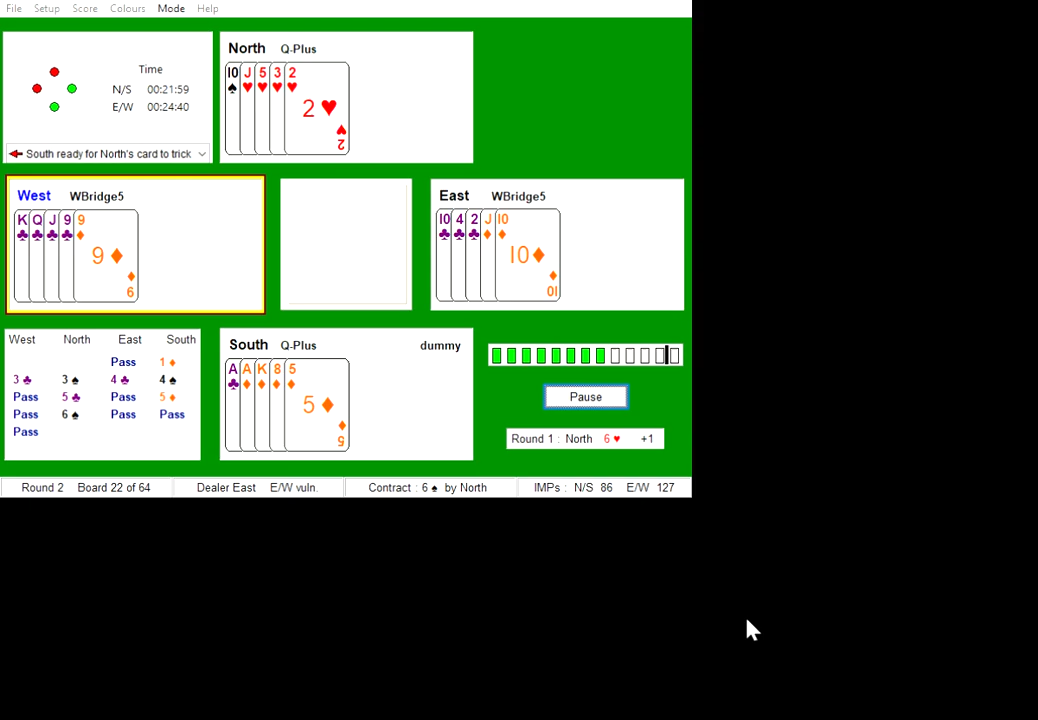 File Setup Score Colours Mode Help
Time
N/S 00:21:59
E/W 00:24:40
South ready for North's card to trick
North Q-Plus
10 J 5 3 2
2♥
2
West WBridge5
K Q J 9 9
9♦
9
East WBridge5
10 4 2 J 10
10♦
10
West North East South
Pass 1♦
3♣ 3♠ 4♣ 4♠
Pass 5♣ Pass 5♦
Pass 6♠ Pass Pass
Pass
South Q-Plus dummy
A A K 8 5
5♦
5
Pause
Round 1 : North 6♥ +1
Round 2 Board 22 of 64 Dealer East E/W vuln. Contract : 6♠ by North IMPs : N/S 86 E/W 127